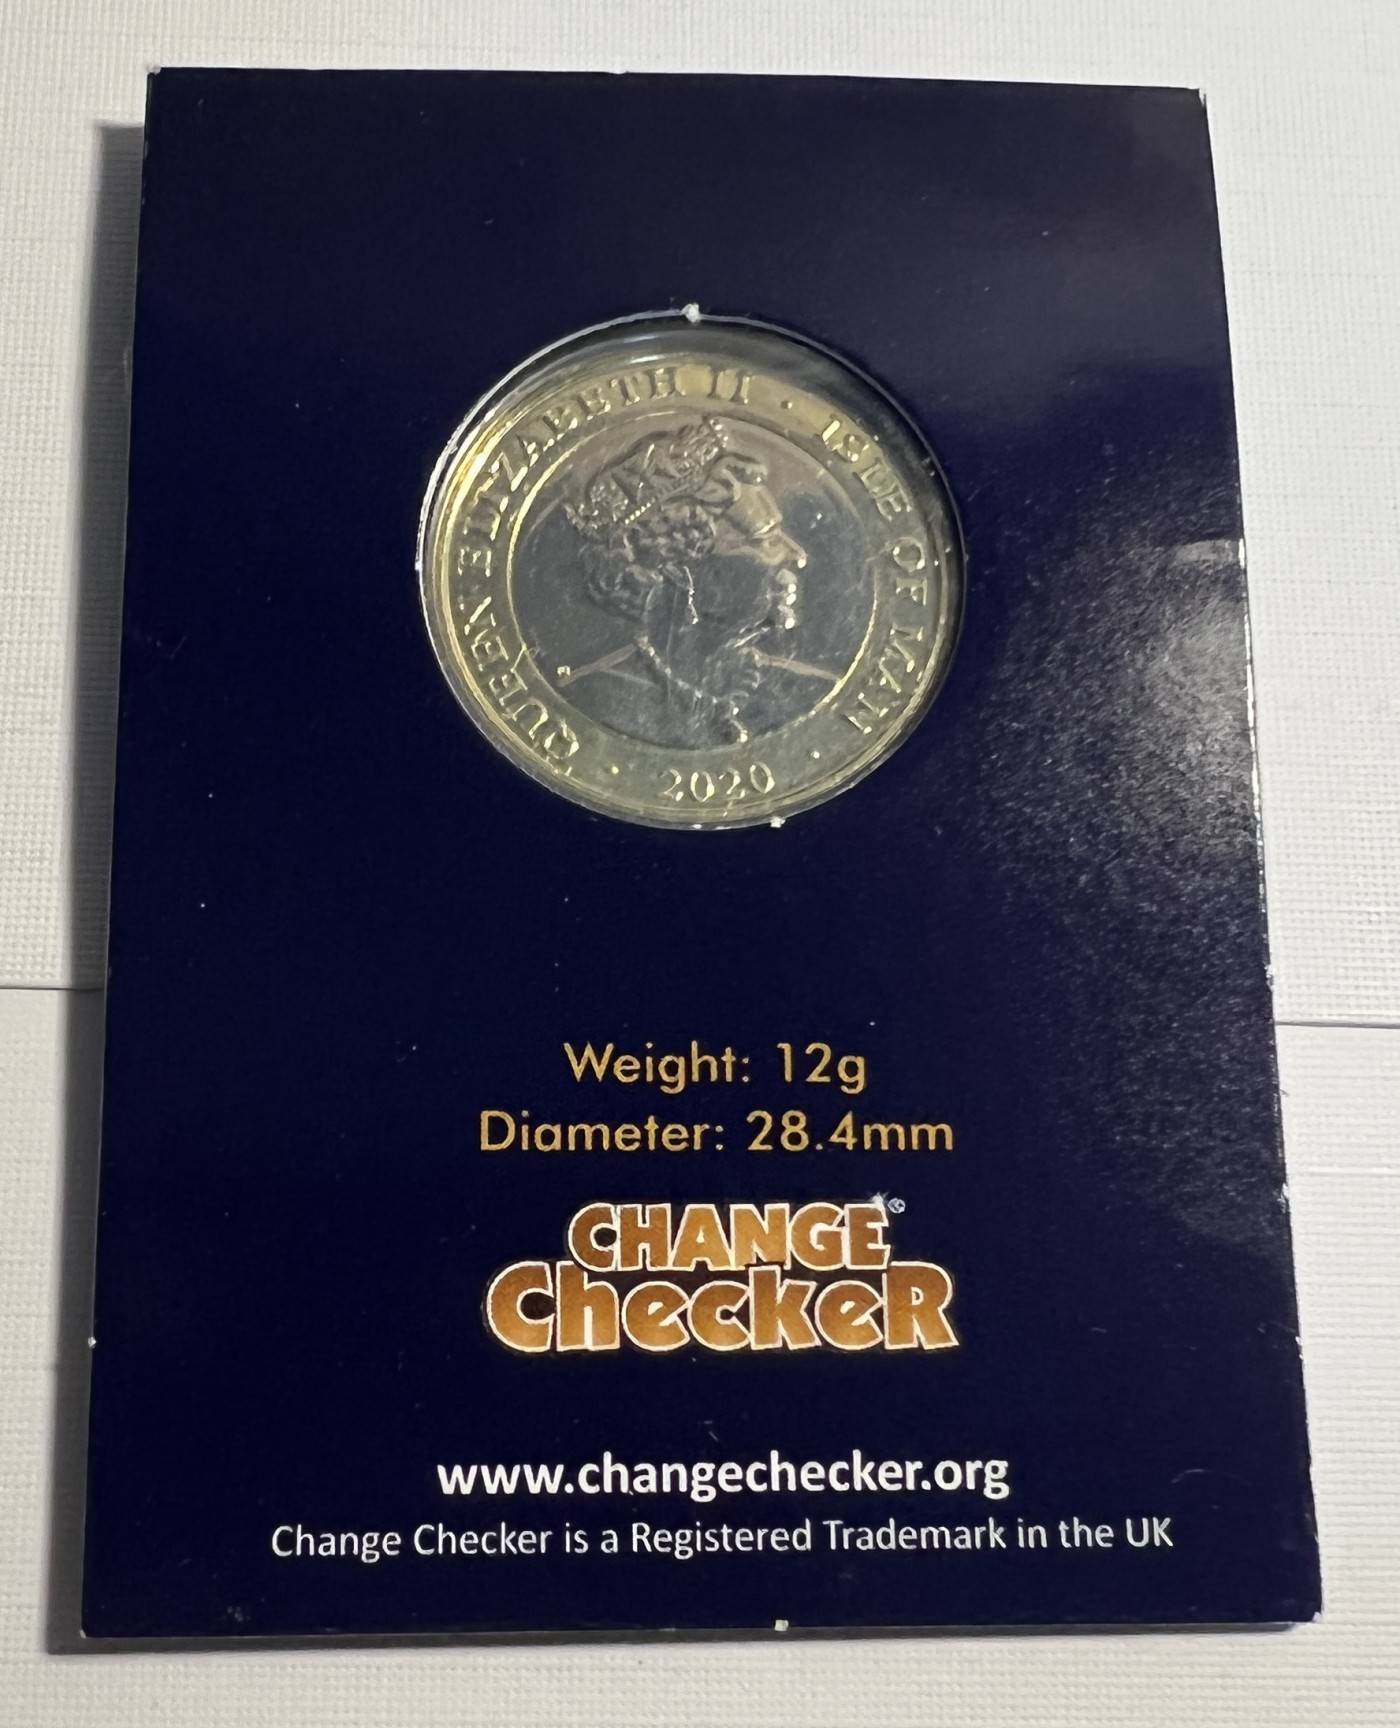 QUEEN ELIZABETH II · ISLE OF MAN · 2020 ·
Weight: 12g
Diameter: 28.4mm
CHANGE
CheckeR
www.changechecker.org
Change Checker is a Registered Trademark in the UK